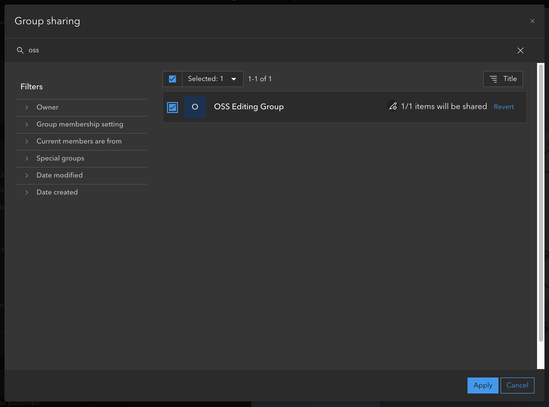 Group sharing
oss
Filters
Owner
Group membership setting
Current members are from
Special groups
Date modified
Date created
Selected: 1
1-1 of 1
Title
O
OSS Editing Group
1/1 items will be shared
Revert
Apply
Cancel